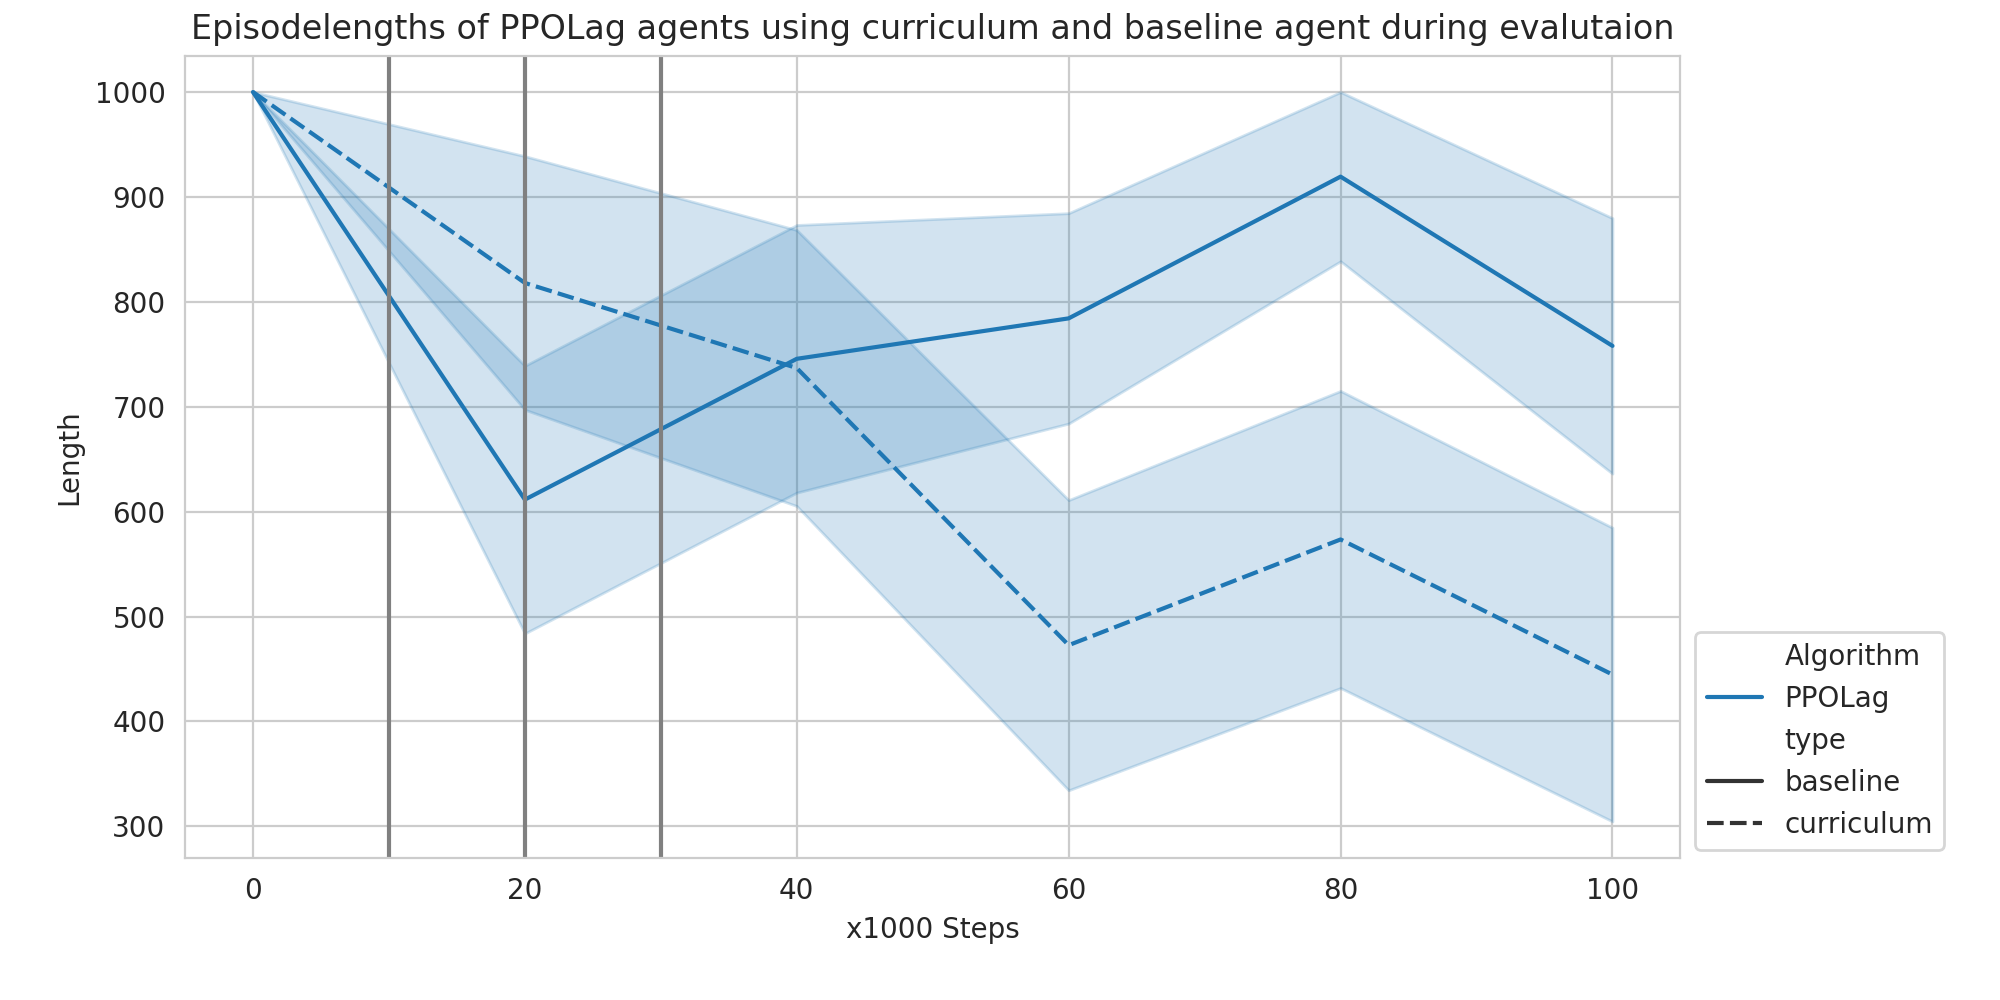 Episodelengths of PPOLag agents using curriculum and baseline agent during evalutaion
1000
900
800
700
600
500
400
300
Length
0 20 40 60 80 100
x1000 Steps
Algorithm
PPOLag
type
baseline
curriculum